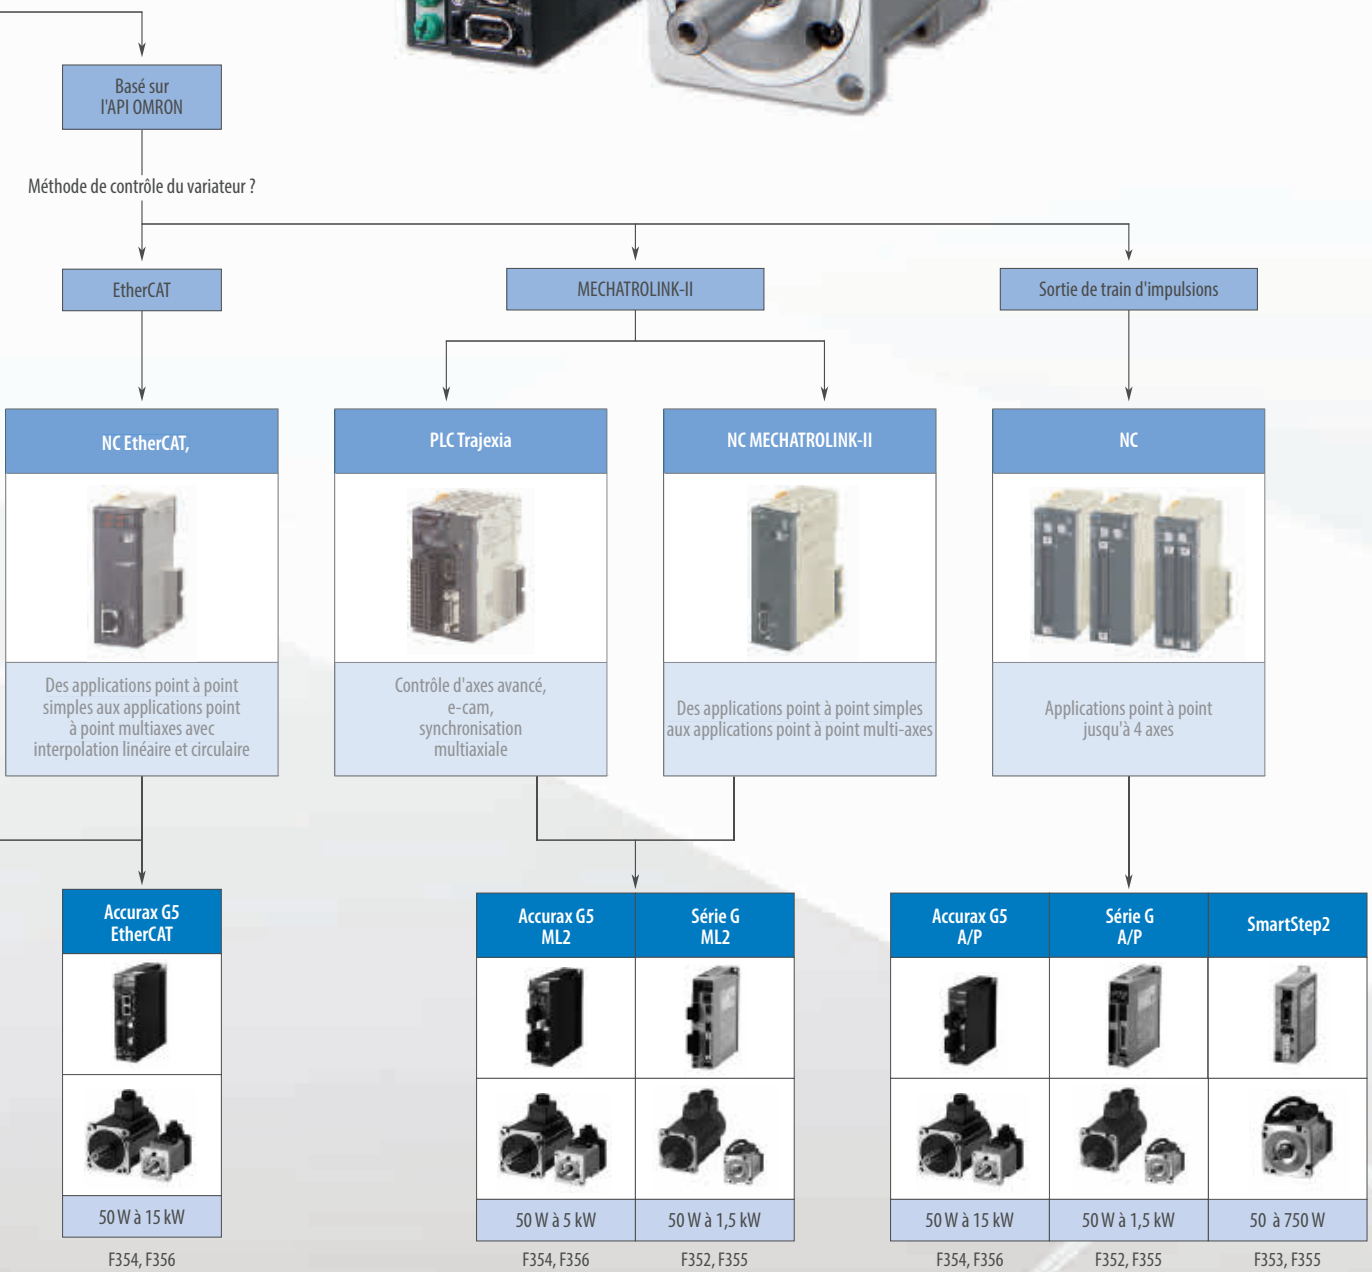 Basé sur
l'API OMRON
Méthode de contrôle du variateur ?
EtherCAT
MECHATROLINK-II
Sortie de train d'impulsions
NC EtherCAT,
PLC Trajexia
NC MECHATROLINK-II
NC
Des applications point à point
simples aux applications point
à point multiaxes avec
interpolation linéaire et circulaire
Contrôle d'axes avancé,
e-cam,
synchronisation
multiaxiale
Des applications point à point simples
aux applications point à point multi-axes
Applications point à point
jusqu'à 4 axes
Accurax G5
EtherCAT
Accurax G5
ML2
Série G
ML2
Accurax G5
A/P
Série G
A/P
SmartStep2
50 W à 15 kW
50 W à 5 kW
50 W à 1,5 kW
50 W à 15 kW
50 W à 1,5 kW
50 à 750 W
F354, F356
F354, F356
F352, F355
F354, F356
F352, F355
F353, F355